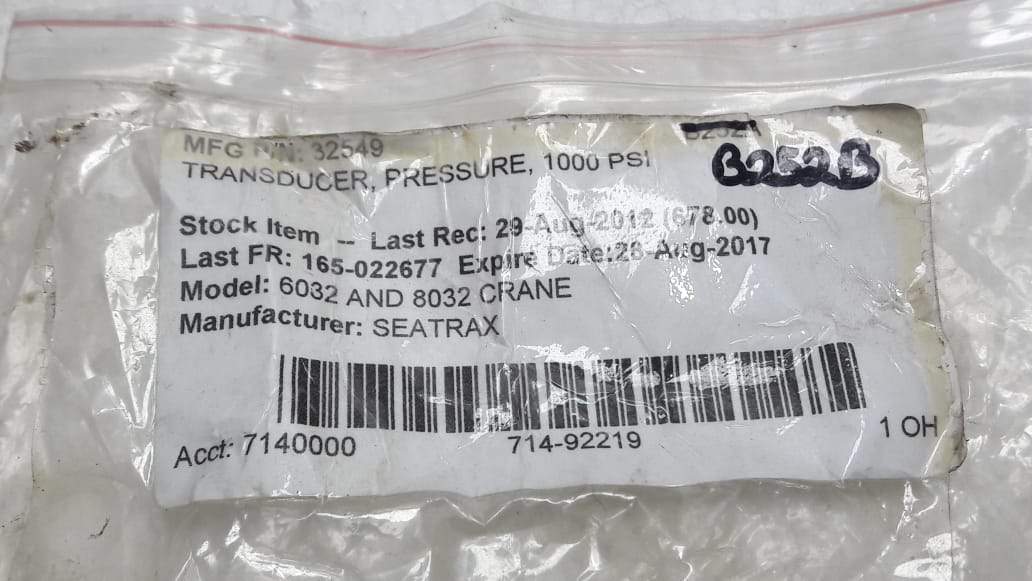 MFG P/N: 32549
B252A
B252B
TRANSDUCER, PRESSURE, 1000 PSI
Stock Item -- Last Rec: 29-Aug-2012 (678.00)
Last FR: 165-022677 Expire Date:28-Aug-2017
Model: 6032 AND 8032 CRANE
Manufacturer: SEATRAX
Acct: 7140000 714-92219 1 OH